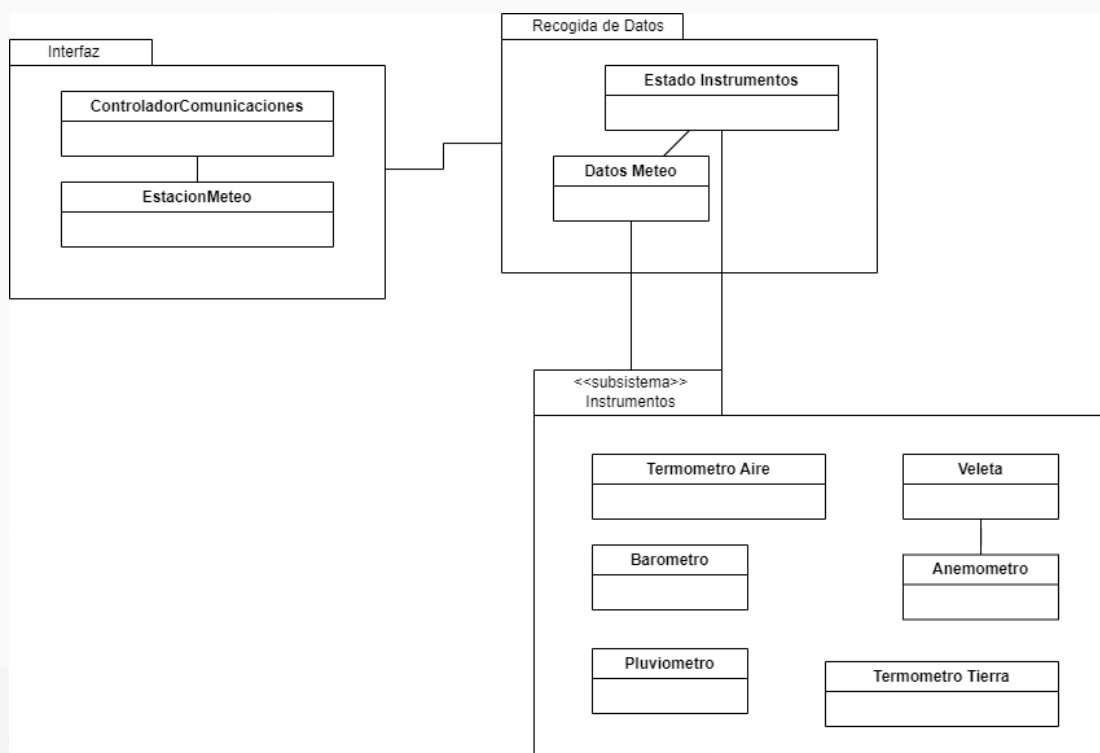 Interfaz
ControladorComunicaciones
EstacionMeteo
Recogida de Datos
Estado Instrumentos
Datos Meteo
<<subsistema>>
Instrumentos
Termometro Aire
Veleta
Barometro
Anemometro
Pluviometro
Termometro Tierra